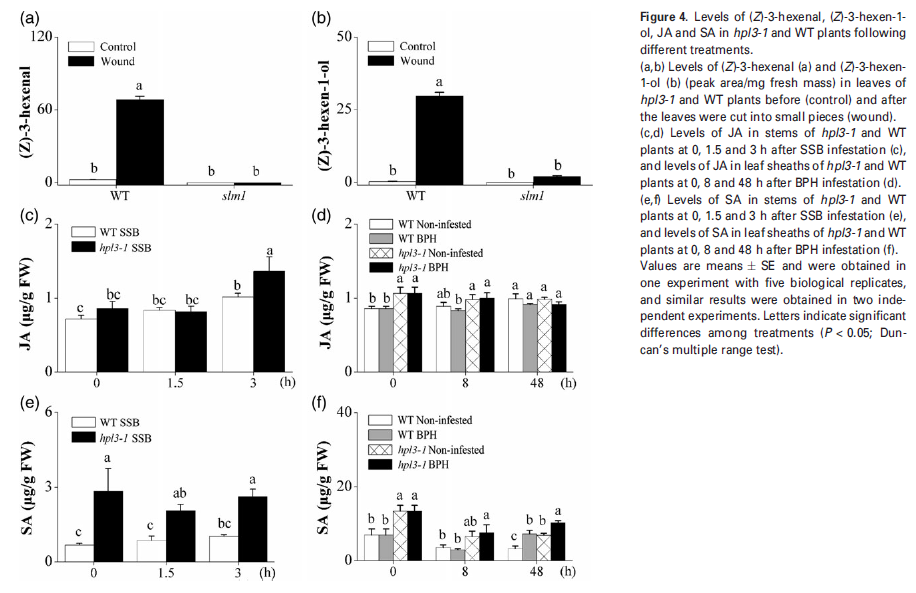 (a)
120
60
0
(Z)-3-hexenal
Control
Wound
b
a
b
b
WT
slm1
(b)
50
25
0
(Z)-3-hexen-1-ol
Control
Wound
b
a
b
b
WT
slm1
(c)
2
1
0
JA (µg/g FW)
WT SSB
hpl3-1 SSB
c
bc
bc
bc
b
a
0
1.5
3
(h)
(d)
2
1
0
JA (µg/g FW)
WT Non-infested
WT BPH
hpl3-1 Non-infested
hpl3-1 BPH
b
b
a
a
ab
b
a
a
a
a
a
a
0
8
48
(h)
(e)
6
3
0
SA (µg/g FW)
WT SSB
hpl3-1 SSB
c
a
c
ab
bc
a
0
1.5
3
(h)
(f)
40
20
0
SA (µg/g FW)
WT Non-infested
WT BPH
hpl3-1 Non-infested
hpl3-1 BPH
b
b
a
a
b
b
ab
a
c
b
b
a
0
8
48
(h)
Figure 4. Levels of (Z)-3-hexenal, (Z)-3-hexen-1-
ol, JA and SA in hpl3-1 and WT plants following
different treatments.
(a,b) Levels of (Z)-3-hexenal (a) and (Z)-3-hexen-
1-ol (b) (peak area/mg fresh mass) in leaves of
hpl3-1 and WT plants before (control) and after
the leaves were cut into small pieces (wound).
(c,d) Levels of JA in stems of hpl3-1 and WT
plants at 0, 1.5 and 3 h after SSB infestation (c),
and levels of JA in leaf sheaths of hpl3-1 and WT
plants at 0, 8 and 48 h after BPH infestation (d).
(e,f) Levels of SA in stems of hpl3-1 and WT
plants at 0, 1.5 and 3 h after SSB infestation (e),
and levels of SA in leaf sheaths of hpl3-1 and WT
plants at 0, 8 and 48 h after BPH infestation (f).
Values are means ± SE and were obtained in
one experiment with five biological replicates,
and similar results were obtained in two inde-
pendent experiments. Letters indicate significant
differences among treatments (P < 0.05; Dun-
can's multiple range test).